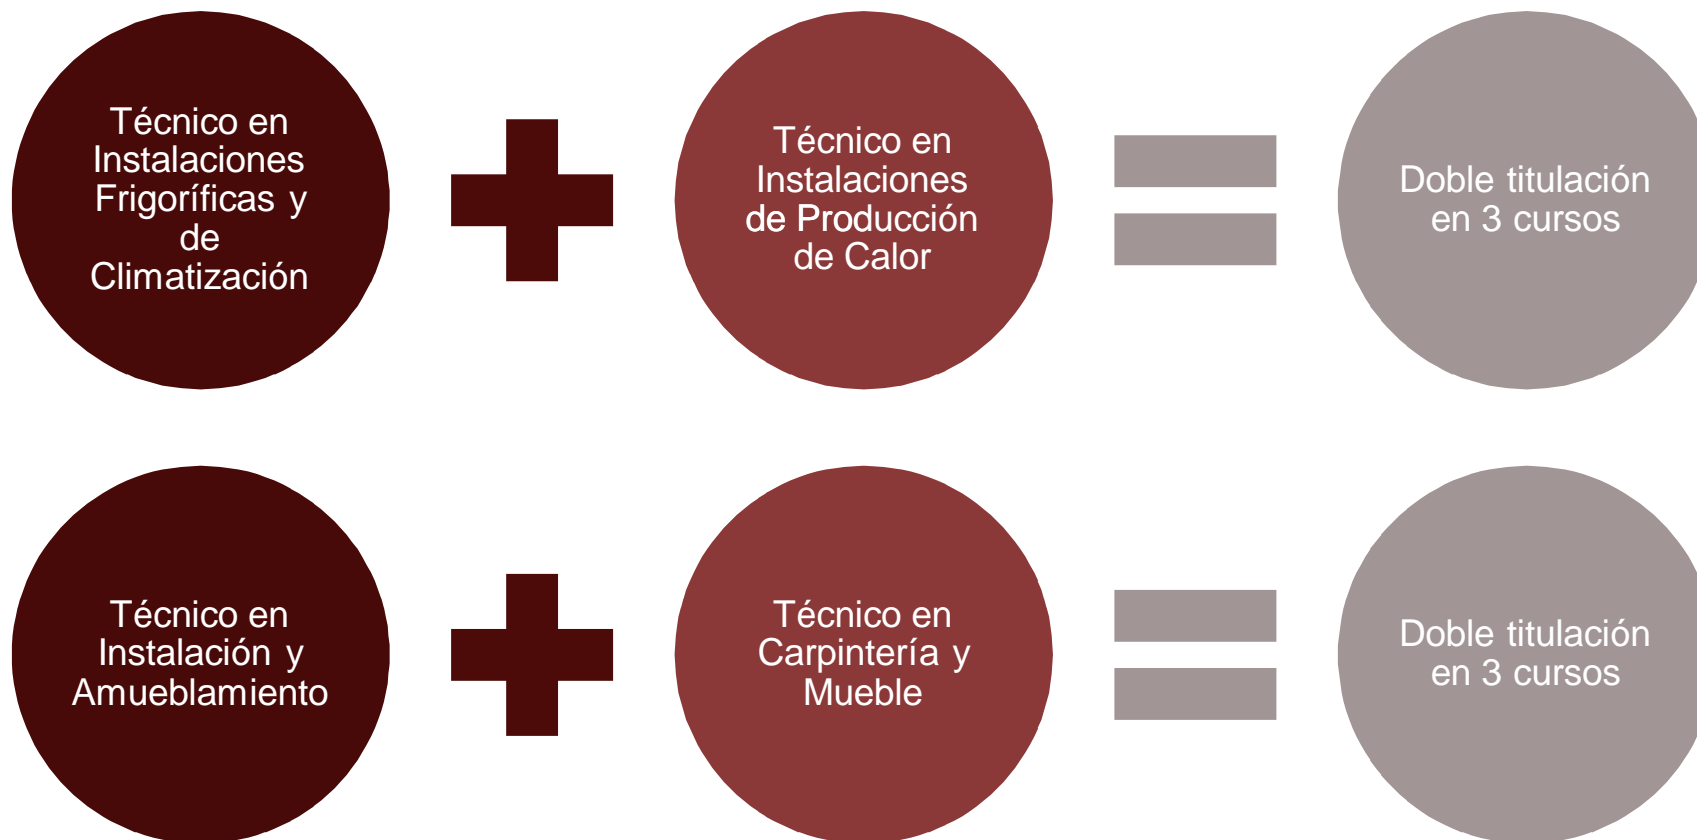 Técnico en
Instalaciones
Frigoríficas y
de
Climatización
Técnico en
Instalaciones
de Producción
de Calor
Doble titulación
en 3 cursos
Técnico en
Instalación y
Amueblamiento
Técnico en
Carpintería y
Mueble
Doble titulación
en 3 cursos